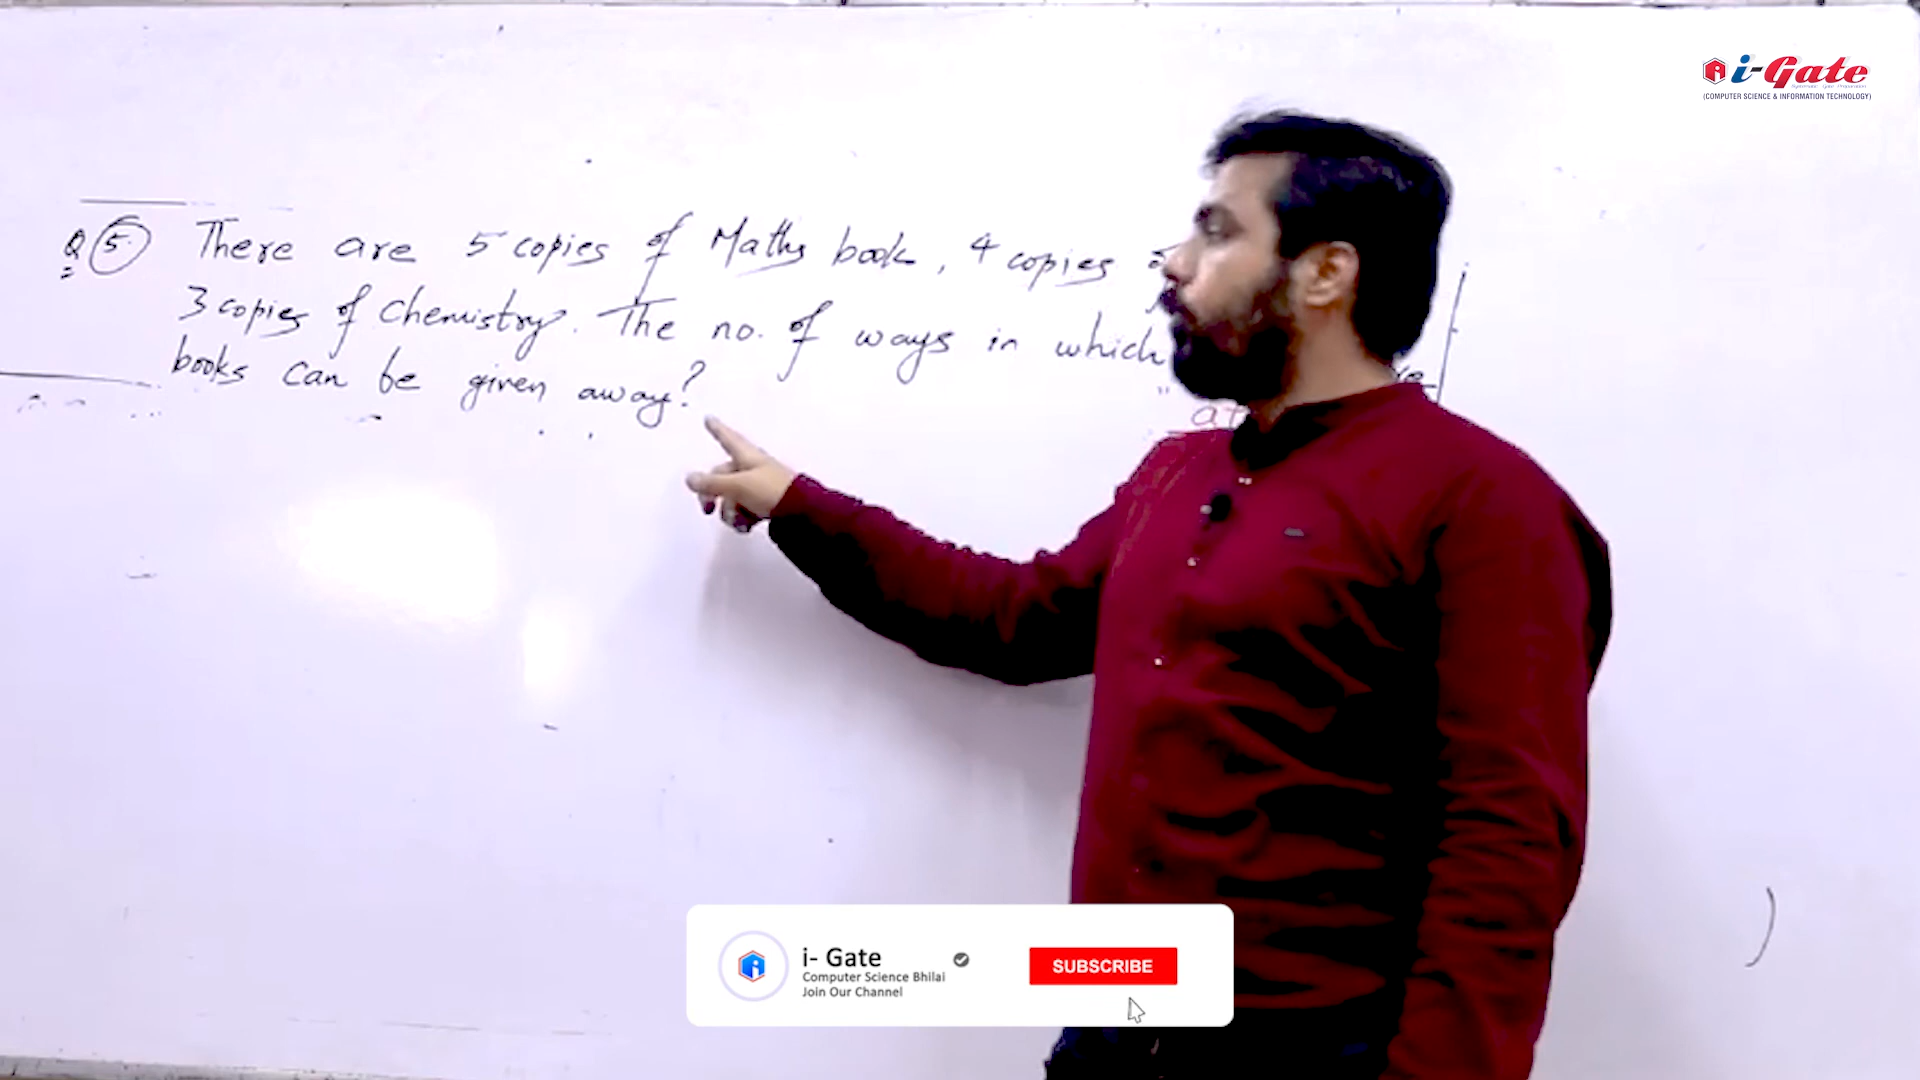 i-Gate
(COMPUTER SCIENCE & INFORMATION TECHNOLOGY)
Q 5. There are 5 copies of Maths book, 4 copies
3 copies of Chemistry. The no. of ways in which
books can be given away?
i- Gate
Computer Science Bhilai
Join Our Channel
SUBSCRIBE